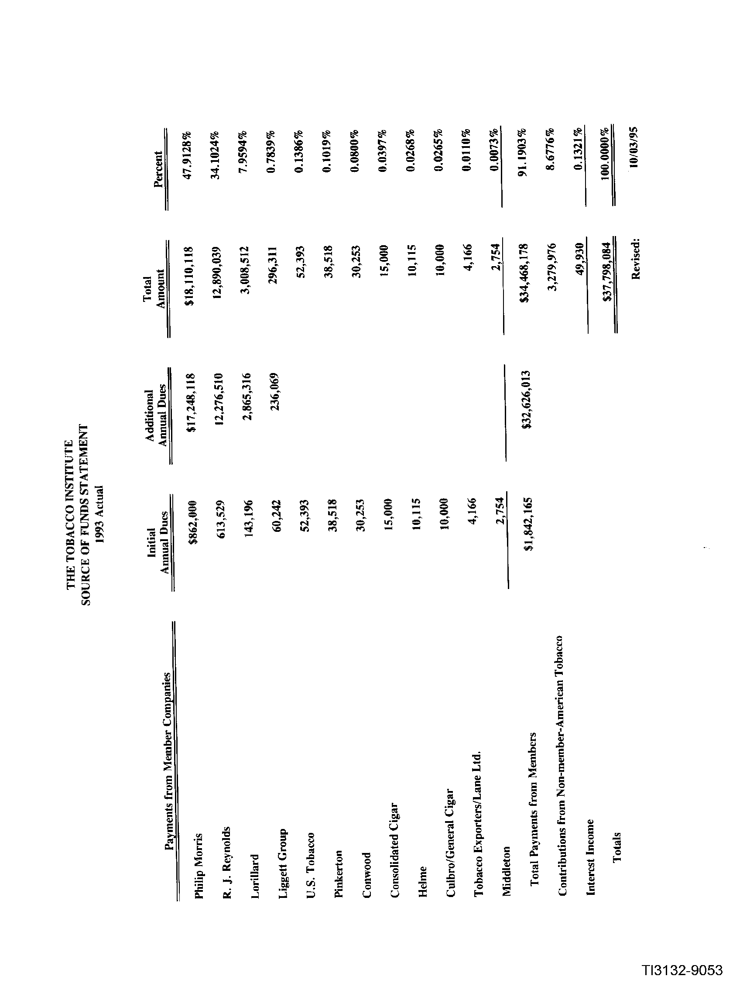 THE TOBACCO INSTITUTE
SOURCE OF FUNDS STATEMENT
1993 Actual
Payments from Member Companies Initial Annual Dues Additional Annual Dues Total Amount Percent
Philip Morris $862,000 $17,248,118 $18,110,118 47.9128%
R. J. Reynolds 613,529 12,276,510 12,890,039 34.1024%
Lorillard 143,196 2,865,316 3,008,512 7.9594%
Liggett Group 60,242 236,069 296,311 0.7839%
U.S. Tobacco 52,393 52,393 0.1386%
Pinkerton 38,518 38,518 0.1019%
Conwood 30,253 30,253 0.0800%
Consolidated Cigar 15,000 15,000 0.0397%
Helme 10,115 10,115 0.0268%
Culbro/General Cigar 10,000 10,000 0.0265%
Tobacco Exporters/Lane Ltd. 4,166 4,166 0.0110%
Middleton 2,754 2,754 0.0073%
Total Payments from Members $1,842,165 $32,626,013 $34,468,178 91.1903%
Contributions from Non-member-American Tobacco 3,279,976 8.6776%
Interest Income 49,930 0.1321%
Totals $37,798,084 100.0000%
Revised: 10/03/95
TI3132-9053